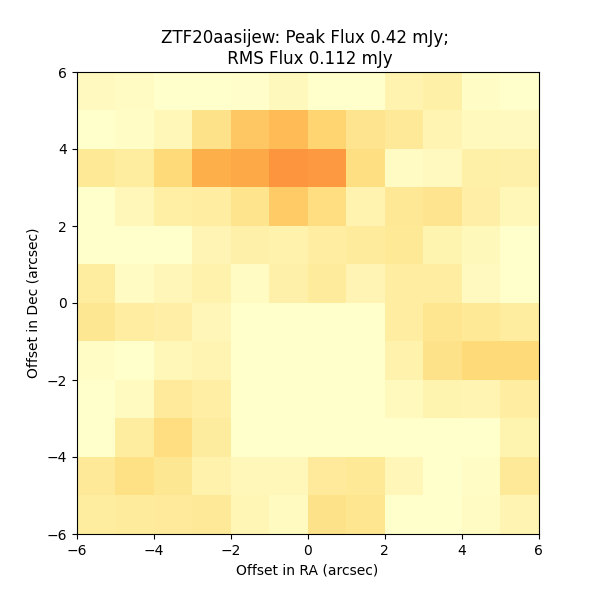 ZTF20aasijew: Peak Flux 0.42 mJy;
RMS Flux 0.112 mJy
6
4
2
0
−2
−4
−6
Offset in Dec (arcsec)
−6 −4 −2 0 2 4 6
Offset in RA (arcsec)